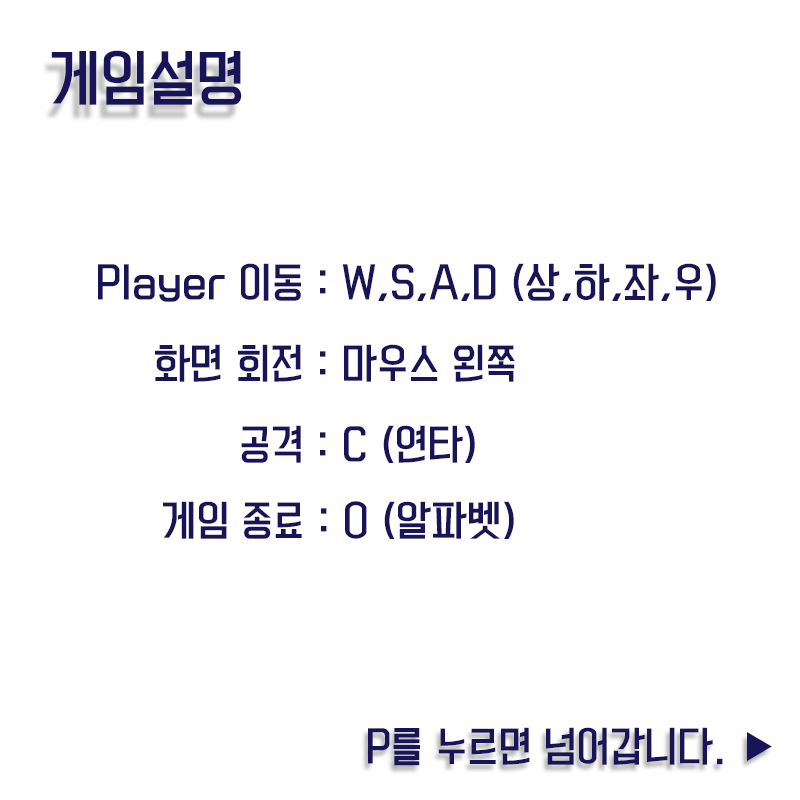 게임설명
Player 이동 : W,S,A,D (상,하,좌,우)
화면 회전 : 마우스 왼쪽
공격 : C (연타)
게임 종료 : O (알파벳)
P를 누르면 넘어갑니다. ▶